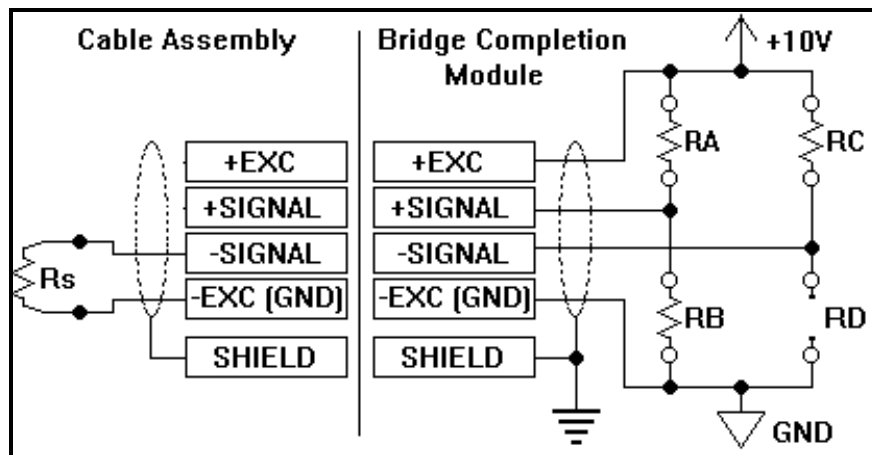 Cable Assembly
Bridge Completion
Module
+10V
+EXC
+SIGNAL
-SIGNAL
-EXC (GND)
SHIELD
Rs
+EXC
+SIGNAL
-SIGNAL
-EXC (GND)
SHIELD
RA
RC
RB
RD
GND